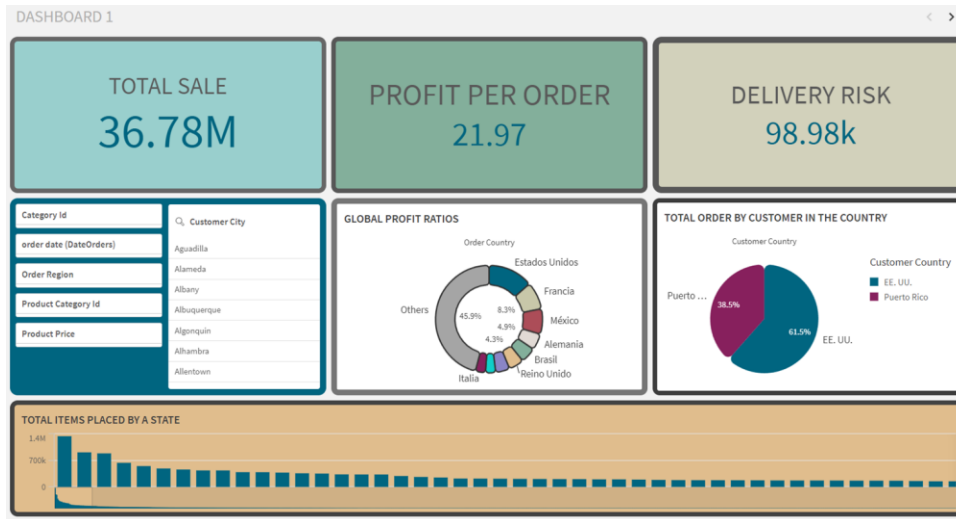 DASHBOARD 1
TOTAL SALE
36.78M
PROFIT PER ORDER
21.97
DELIVERY RISK
98.98k
Category Id
order date (DateOrders)
Order Region
Product Category Id
Product Price
Customer City
Aguadilla
Alameda
Albany
Albuquerque
Algonquin
Alhambra
Allentown
GLOBAL PROFIT RATIOS
Order Country
Estados Unidos
Francia
México
Alemania
Brasil
Reino Unido
Italia
Others
45.9%
8.3%
4.9%
4.3%
TOTAL ORDER BY CUSTOMER IN THE COUNTRY
Customer Country
Puerto ...
38.5%
61.5%
EE. UU.
Customer Country
EE. UU.
Puerto Rico
TOTAL ITEMS PLACED BY A STATE
1.4M
700k
0